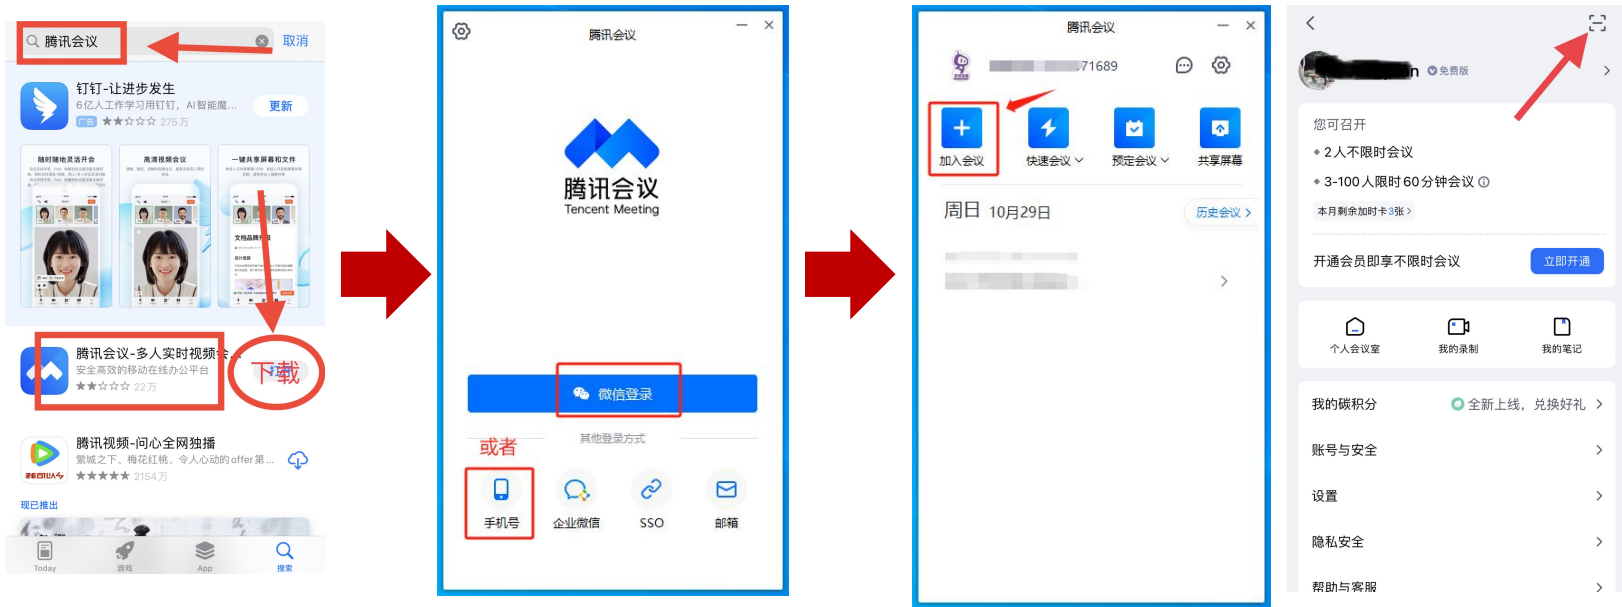 腾讯会议
取消
钉钉-让进步发生
6亿人工作学习用钉钉，AI智能魔...
更新
广告 ★★☆☆☆ 275万
随时随地灵活开会
高清视频会议
一键共享屏幕和文件
腾讯会议-多人实时视频会...
安全高效的移动在线办公平台
★★☆☆☆ 22万
下载
腾讯视频-问心全网独播
繁城之下、梅花红桃、令人心动的offer第...
★★★★★ 2154万
现已推出
Today
游戏
App
搜索
腾讯会议
腾讯会议
Tencent Meeting
微信登录
其他登录方式
或者
手机号
企业微信
SSO
邮箱
腾讯会议
71689
加入会议
快速会议
预定会议
共享屏幕
周日 10月29日
历史会议
免费版
您可召开
2人不限时会议
3-100人限时60分钟会议
本月剩余加时卡3张
开通会员即享不限时会议
立即开通
个人会议室
我的录制
我的笔记
我的碳积分
全新上线，兑换好礼
账号与安全
设置
隐私安全
帮助与客服